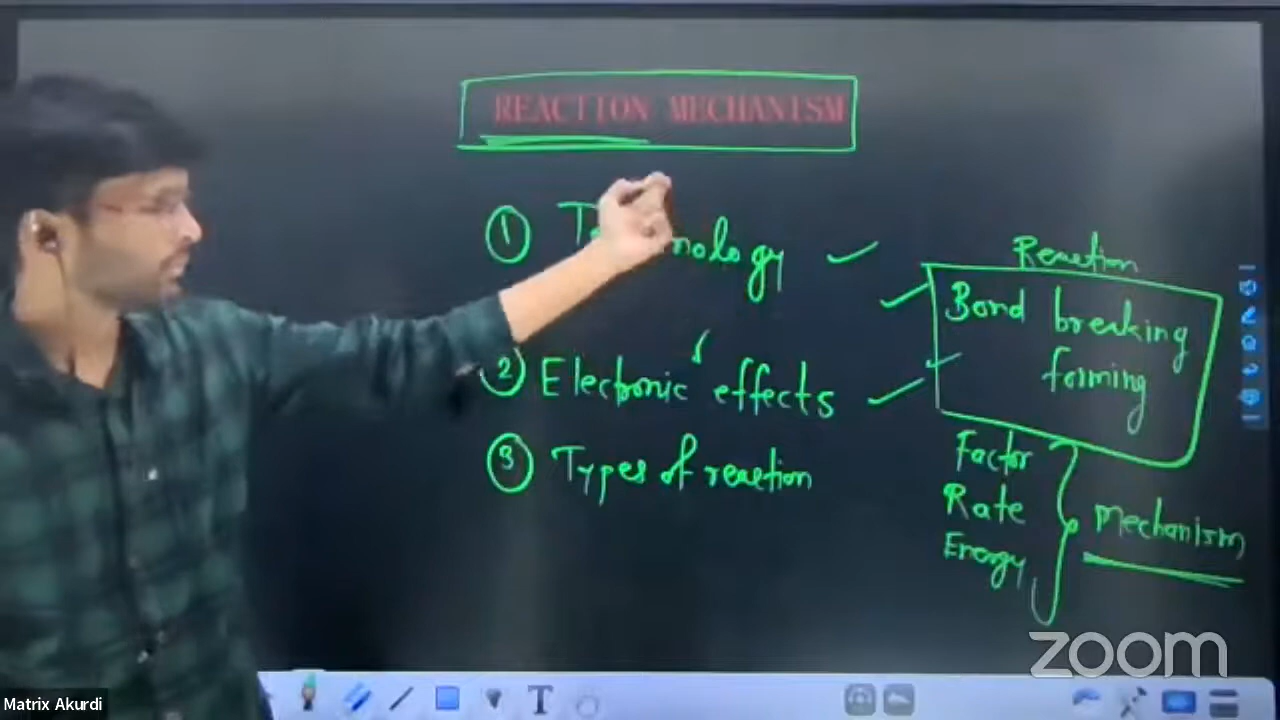 REACTION MECHANISM
①
nology
② Electronic effects
③ Types of reaction
Reaction
Bond breaking
forming
Factor
Rate
Energy
mechanism
zoom
T
Matrix Akurdi